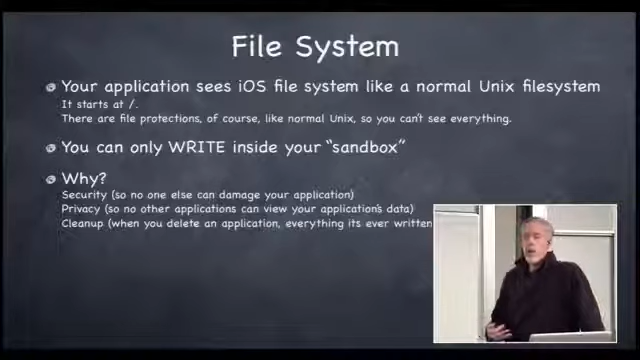 File System
Your application sees iOS file system like a normal Unix filesystem
It starts at /.
There are file protections, of course, like normal Unix, so you can't see everything.
You can only WRITE inside your “sandbox”
Why?
Security (so no one else can damage your application)
Privacy (so no other applications can view your application's data)
Cleanup (when you delete an application, everything its ever written